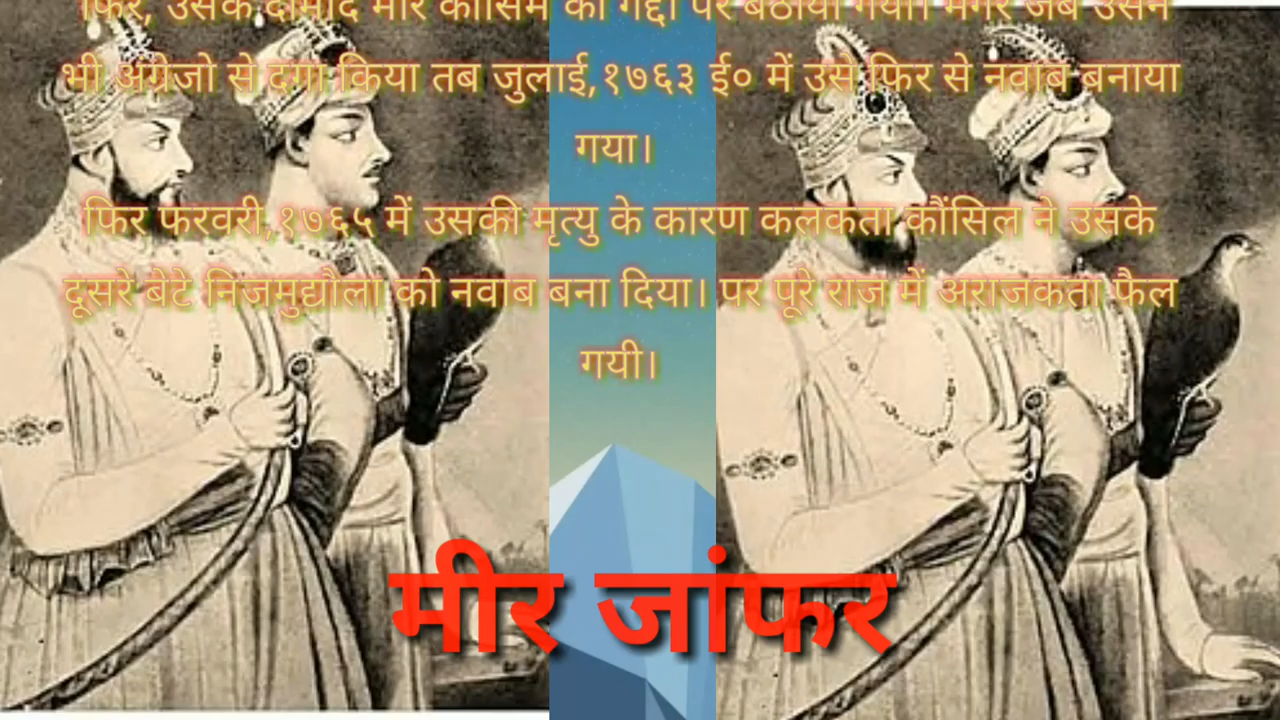 फिर, उसके दामाद मीर कासिम को गद्दी पर बैठाया गया। मगर जब उसने
भी अंग्रेजो से दगा किया तब जुलाई,१७६३ ई० में उसे फिर से नवाब बनाया
गया।
फिर फरवरी,१७६५ में उसकी मृत्यु के कारण कलकता कौंसिल ने उसके
दूसरे बेटे निजमुद्यौला को नवाब बना दिया। पर पूरे राज में अराजकता फैल
गयी।
मीर जांफर